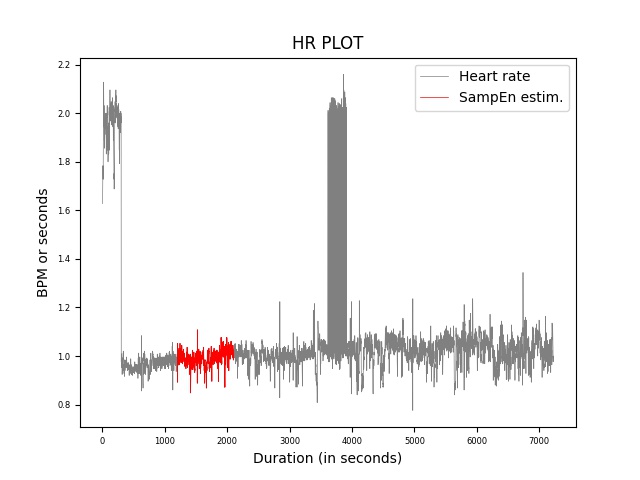 HR PLOT
Heart rate
SampEn estim.
BPM or seconds
2.2
2.0
1.8
1.6
1.4
1.2
1.0
0.8
0 1000 2000 3000 4000 5000 6000 7000
Duration (in seconds)